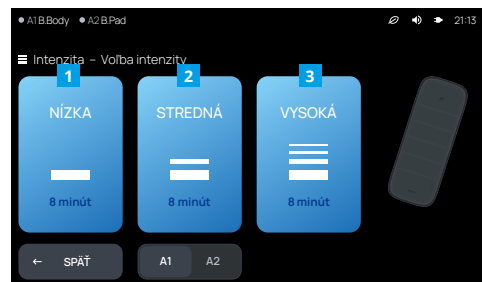 A1 B.Body A2 B.Pad 21:13
Intenzita – Voľba intenzity
1 2 3
NÍZKA STREDNÁ VYSOKÁ
8 minút 8 minút 8 minút
← SPÄŤ A1 A2